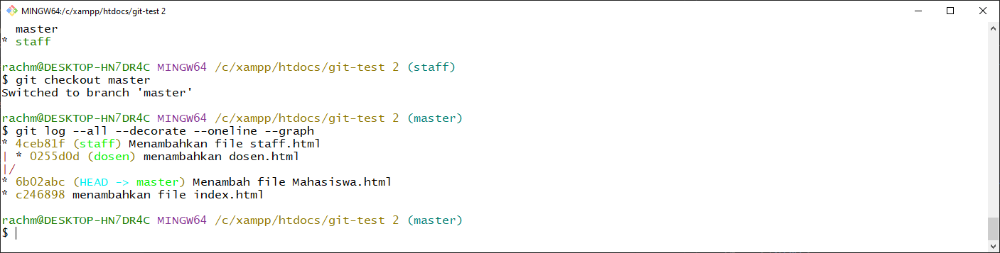 MINGW64:/c/xampp/htdocs/git-test 2
  master
* staff
rachm@DESKTOP-HN7DR4C MINGW64 /c/xampp/htdocs/git-test 2 (staff)
$ git checkout master
Switched to branch 'master'
rachm@DESKTOP-HN7DR4C MINGW64 /c/xampp/htdocs/git-test 2 (master)
$ git log --all --decorate --oneline --graph
* 4ceb81f (staff) Menambahkan file staff.html
| * 0255d0d (dosen) menambahkan dosen.html
|/
* 6b02abc (HEAD -> master) Menambah file Mahasiswa.html
* c246898 menambahkan file index.html
rachm@DESKTOP-HN7DR4C MINGW64 /c/xampp/htdocs/git-test 2 (master)
$